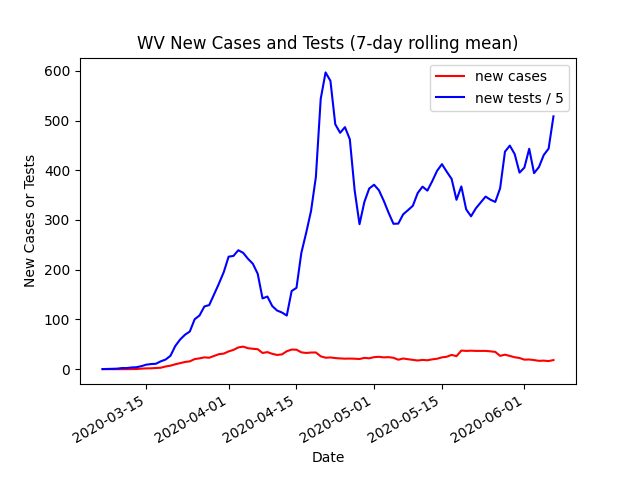 WV New Cases and Tests (7-day rolling mean)
new cases
new tests / 5
600
500
400
300
200
100
0
New Cases or Tests
2020-03-15
2020-04-01
2020-04-15
2020-05-01
2020-05-15
2020-06-01
Date